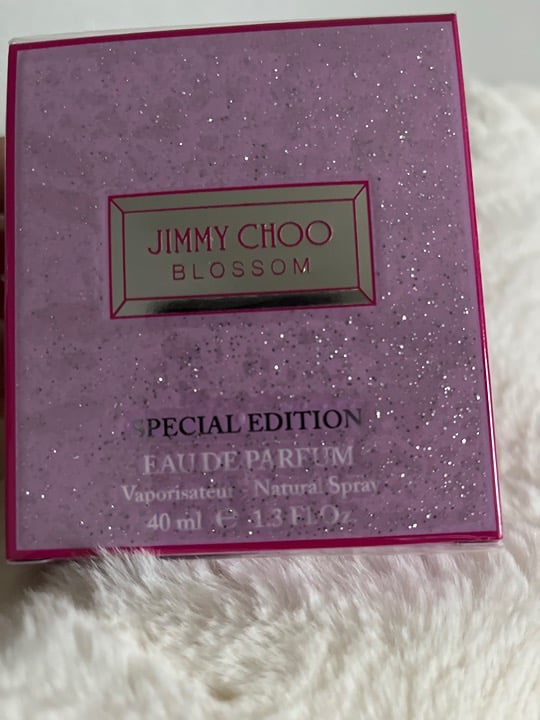 JIMMY CHOO
BLOSSOM
SPECIAL EDITION
EAU DE PARFUM
Vaporisateur - Natural Spray
40 ml ℮ 1.3 Fl Oz